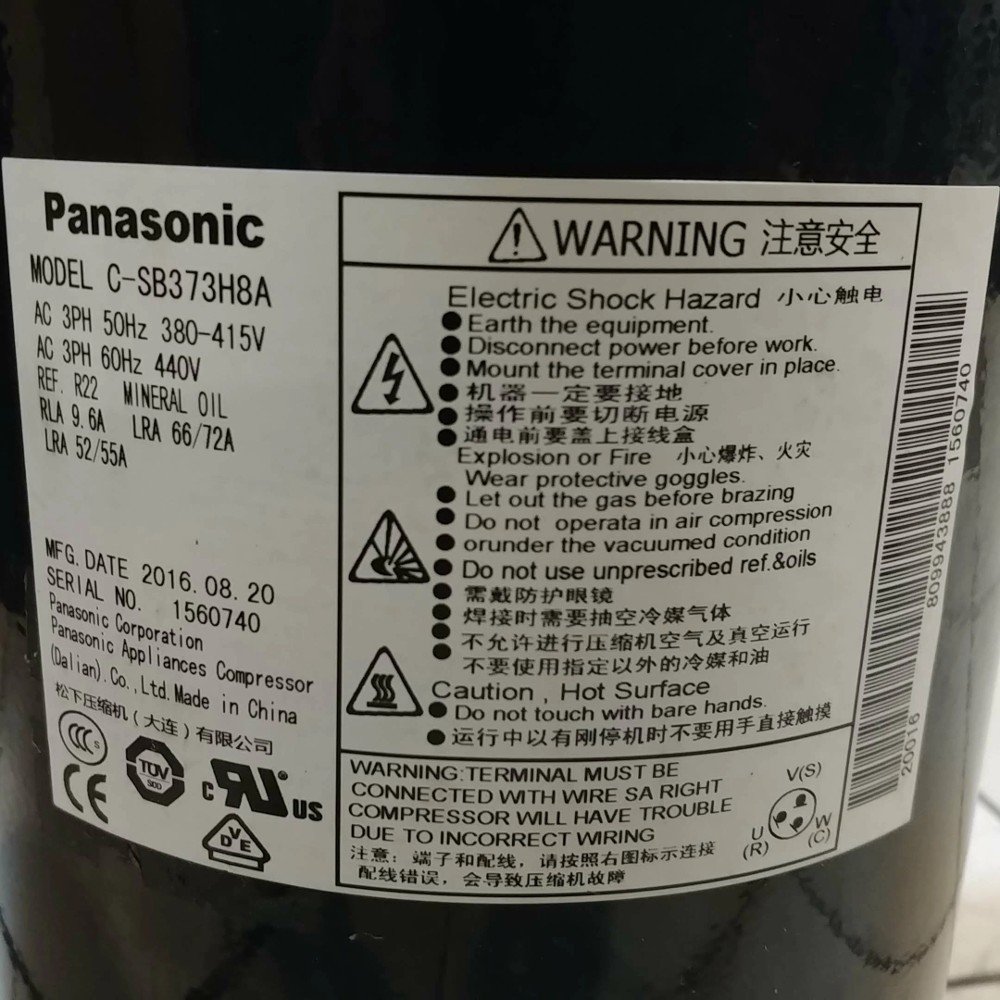 Panasonic
MODEL C-SB373H8A
AC 3PH 50Hz 380-415V
AC 3PH 60Hz 440V
REF. R22 MINERAL OIL
RLA 9.6A LRA 66/72A
LRA 52/55A
MFG. DATE 2016.08.20
SERIAL NO. 1560740
Panasonic Corporation
Panasonic Appliances Compressor
(Dalian).Co.,Ltd.Made in China
松下压缩机(大连)有限公司
CCC S
TÜV
SÜD
CE
c RU US
VDE
WARNING 注意安全
Electric Shock Hazard 小心触电
Earth the equipment.
Disconnect power before work.
Mount the terminal cover in place.
机器一定要接地
操作前要切断电源
通电前要盖上接线盒
Explosion or Fire 小心爆炸、火灾
Wear protective goggles.
Let out the gas before brazing
Do not operata in air compression
orunder the vacuumed condition
Do not use unprescribed ref.&oils
需戴防护眼镜
焊接时需要抽空冷媒气体
不允许进行压缩机空气及真空运行
不要使用指定以外的冷媒和油
Caution , Hot Surface
Do not touch with bare hands.
运行中以有刚停机时不要用手直接触摸
WARNING:TERMINAL MUST BE
CONNECTED WITH WIRE SA RIGHT
COMPRESSOR WILL HAVE TROUBLE
DUE TO INCORRECT WIRING
注意: 端子和配线, 请按照右图标示连接
配线错误, 会导致压缩机故障
V(S)
U
(R)
W
(C)
20016 8099943888 1560740